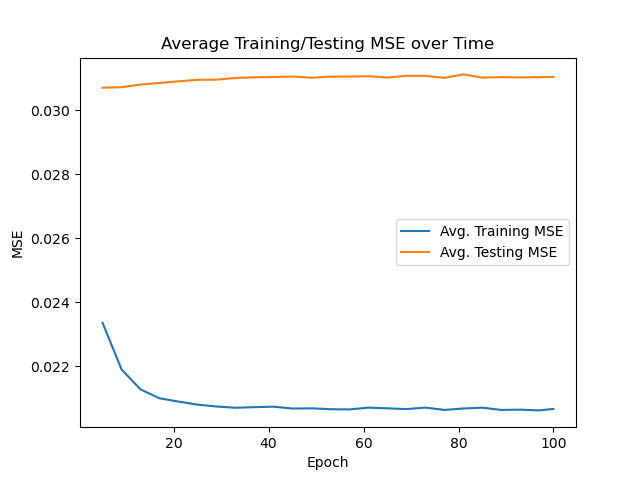 Average Training/Testing MSE over Time
MSE
0.030
0.028
0.026
0.024
0.022
Avg. Training MSE
Avg. Testing MSE
20
40
60
80
100
Epoch